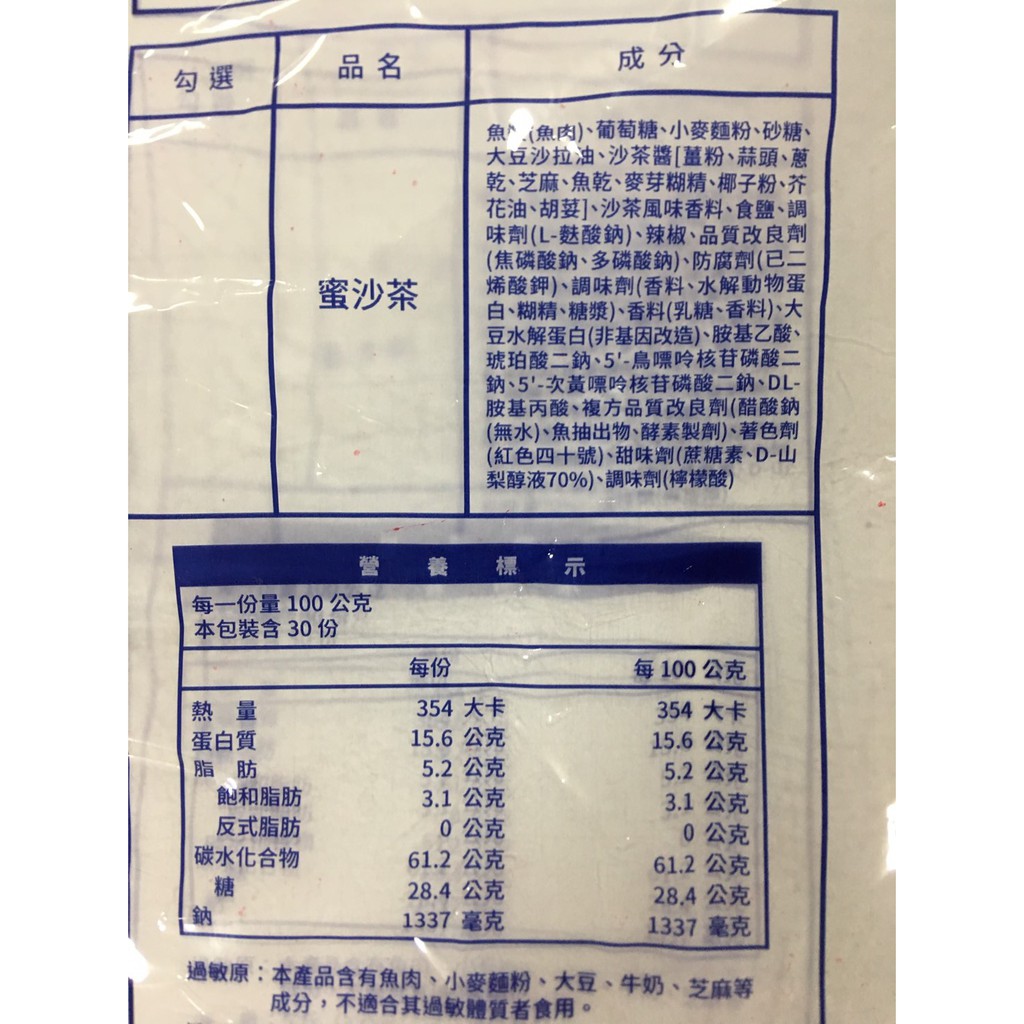 勾選 品名 成分
蜜沙茶
魚(魚肉)、葡萄糖、小麥麵粉、砂糖、
大豆沙拉油、沙茶醬[薑粉、蒜頭、蔥
乾、芝麻、魚乾、麥芽糊精、椰子粉、芥
花油、胡荽]、沙茶風味香料、食鹽、調
味劑(L-麩酸鈉)、辣椒、品質改良劑
(焦磷酸鈉、多磷酸鈉)、防腐劑(已二
烯酸鉀)、調味劑(香料、水解動物蛋
白、糊精、糖漿)、香料(乳糖、香料)、大
豆水解蛋白(非基因改造)、胺基乙酸、
琥珀酸二鈉、5'-鳥嘌呤核苷磷酸二
鈉、5'-次黃嘌呤核苷磷酸二鈉、DL-
胺基丙酸、複方品質改良劑(醋酸鈉
(無水)、魚抽出物、酵素製劑)、著色劑
(紅色四十號)、甜味劑(蔗糖素、D-山
梨醇液70%)、調味劑(檸檬酸)
營養標示
每一份量 100 公克
本包裝含 30 份
每份 每 100 公克
熱量 354 大卡 354 大卡
蛋白質 15.6 公克 15.6 公克
脂肪 5.2 公克 5.2 公克
飽和脂肪 3.1 公克 3.1 公克
反式脂肪 0 公克 0 公克
碳水化合物 61.2 公克 61.2 公克
糖 28.4 公克 28.4 公克
鈉 1337 毫克 1337 毫克
過敏原：本產品含有魚肉、小麥麵粉、大豆、牛奶、芝麻等
成分，不適合其過敏體質者食用。